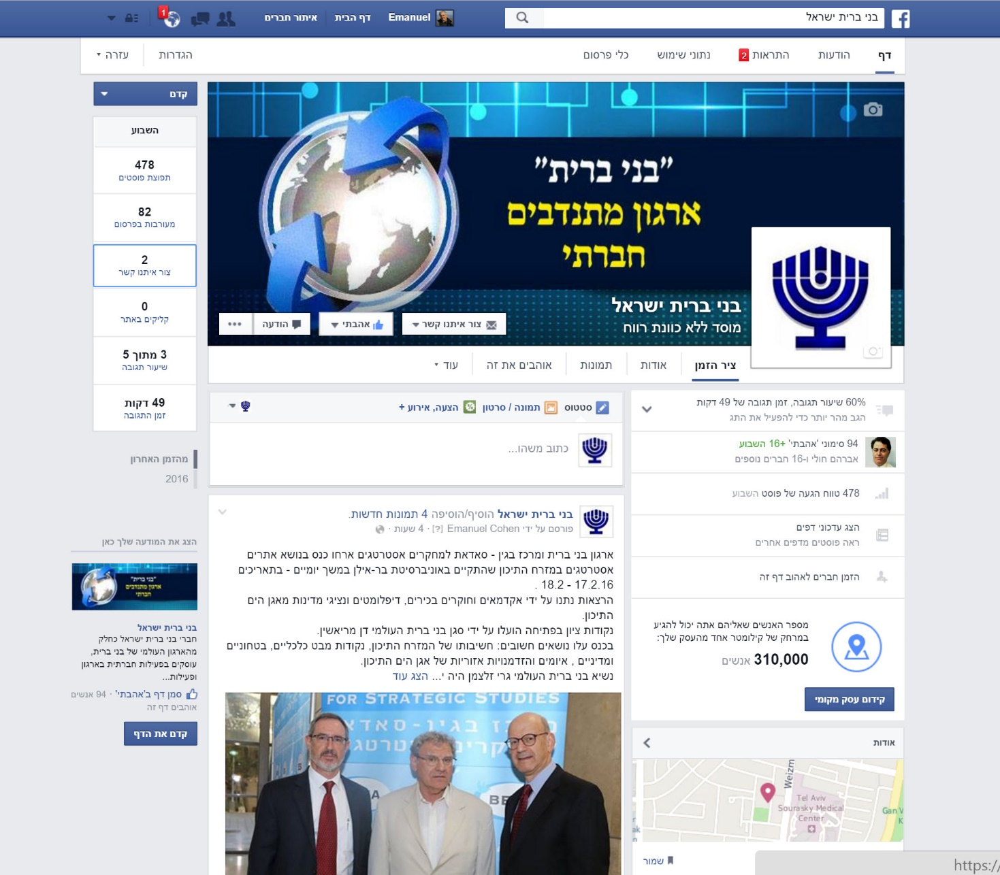 בני ברית ישראל
Emanuel
דף הבית
איתור חברים
1
דף
הודעות
התראות 2
נתוני שימוש
כלי פרסום
הגדרות
עזרה
"בני ברית"
ארגון מתנדבים
חברתי
בני ברית ישראל
מוסד ללא כוונת רווח
צור איתנו קשר
אהבתי
הודעה
•••
ציר הזמן
אודות
תמונות
אוהבים את זה
עוד
קדם
השבוע
478
תפוצת פוסטים
82
מעורבות בפרסום
2
צור איתנו קשר
0
קליקים באתר
3 מתוך 5
שיעור תגובה
49 דקות
זמן התגובה
מהזמן האחרון
2016
הצג את המודעה שלך כאן
"בני ברית"
ארגון מתנדבים
חברתי
בני ברית ישראל
חברי בני ברית ישראל כחלק
מהארגון העולמי של בני ברית,
עוסקים בפעילות חברתית בארגון
ופעילות...
סמן דף ב'אהבתי' · 94 אנשים
אוהבים דף זה
קדם את הדף
60% שיעור תגובה, זמן תגובה של 49 דקות
הגב מהר יותר כדי להפעיל את התג
94 סימוני 'אהבתי' +16 השבוע
אברהם חולי ו-16 חברים נוספים
478 טווח הגעה של פוסט השבוע
הצג עדכוני דפים
ראה פוסטים מדפים אחרים
הזמן חברים לאהוב דף זה
מספר האנשים שאליהם אתה יכול להגיע
במרחק של קילומטר אחד מהעסק שלך:
310,000 אנשים
קידום עסק מקומי
אודות
Weizm
Tel Aviv
Sourasky Medical
Center
Gan V
שמור
סטטוס
תמונה / סרטון
הצעה, אירוע +
כתוב משהו...
בני ברית ישראל הוסיף/הוסיפה 4 תמונות חדשות.
פורסם על ידי Emanuel Cohen [?] · 4 שעות ·
ארגון בני ברית ומרכז בגין - סאדאת למחקרים אסטרטגים ארחו כנס בנושא אתרים
אסטרטגים במזרח התיכון שהתקיים באוניברסיטת בר-אילן במשך יומיים - בתאריכים
17.2.16 - 18.2 .
הרצאות נתנו על ידי אקדמאים וחוקרים בכירים, דיפלומטים ונציגי מדינות מאגן הים
התיכון.
נקודות ציון בפתיחה הועלו על ידי סגן בני ברית העולמי דן מריאשין.
בכנס עלו נושאים חשובים: חשיבותו של המזרח התיכון, נקודות מבט כלכליים, בטחוניים
ומדיניים , איומים והזדמנויות אזוריות של אגן הים התיכון.
נשיא בני ברית העולמי גרי זלצמן היה י... הצג עוד
FOR STRATEGIC STUDIES
מרכז בגין-סאדא
https://